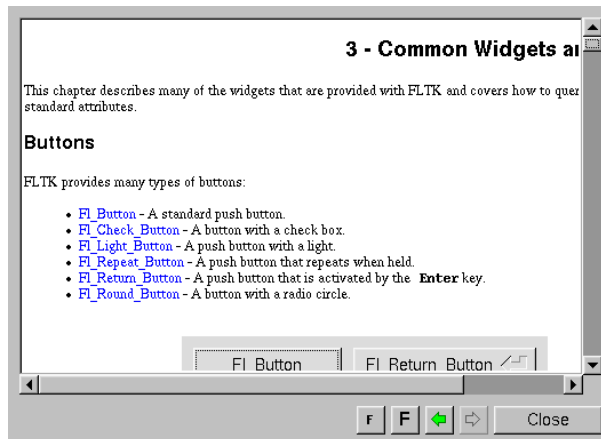 3 - Common Widgets
This chapter describes many of the widgets that are provided with FLTK and covers how to quer
standard attributes.
Buttons
FLTK provides many types of buttons:
• Fl_Button - A standard push button.
• Fl_Check_Button - A button with a check box.
• Fl_Light_Button - A push button with a light.
• Fl_Repeat_Button - A push button that repeats when held.
• Fl_Return_Button - A push button that is activated by the Enter key.
• Fl_Round_Button - A button with a radio circle.
Fl_Button Fl_Return_Button
F F Close